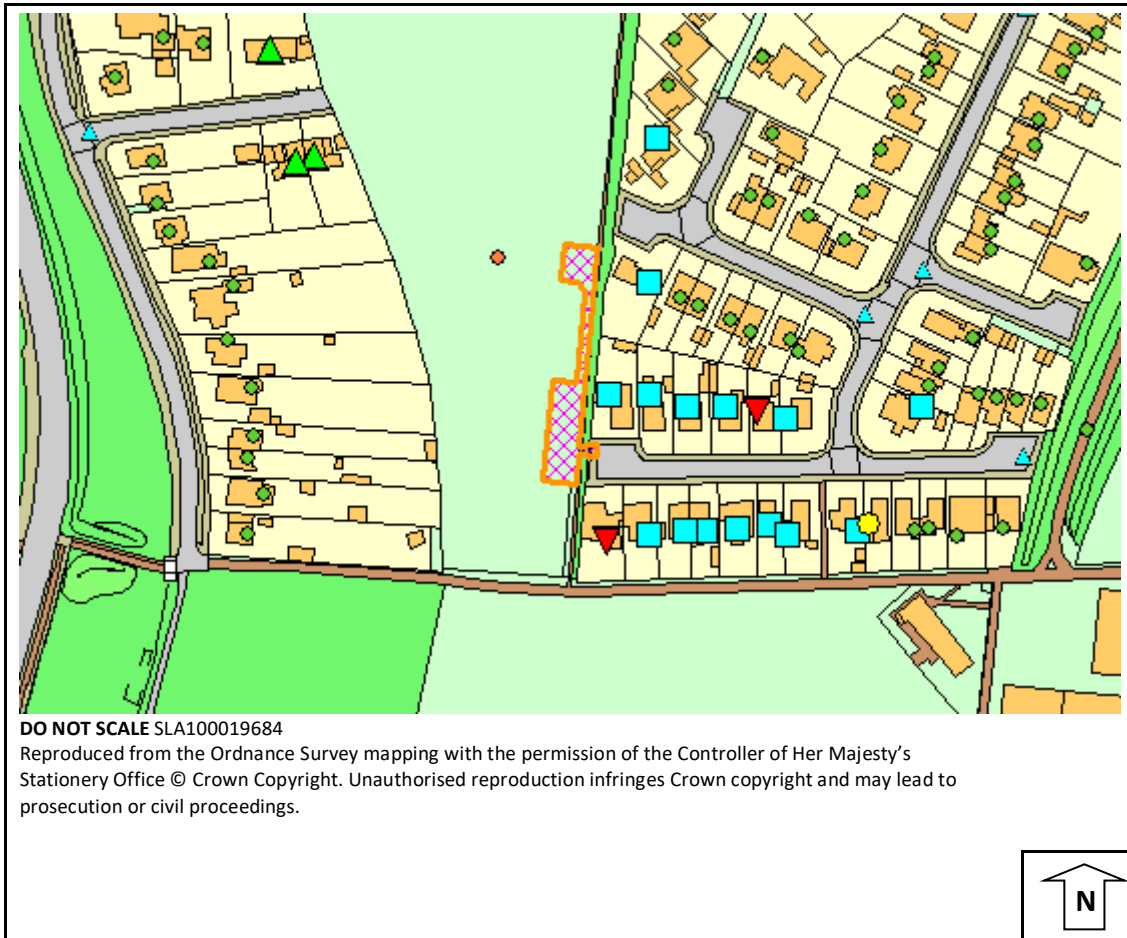 DO NOT SCALE SLA100019684
Reproduced from the Ordnance Survey mapping with the permission of the Controller of Her Majesty’s
Stationery Office © Crown Copyright. Unauthorised reproduction infringes Crown copyright and may lead to
prosecution or civil proceedings.
N